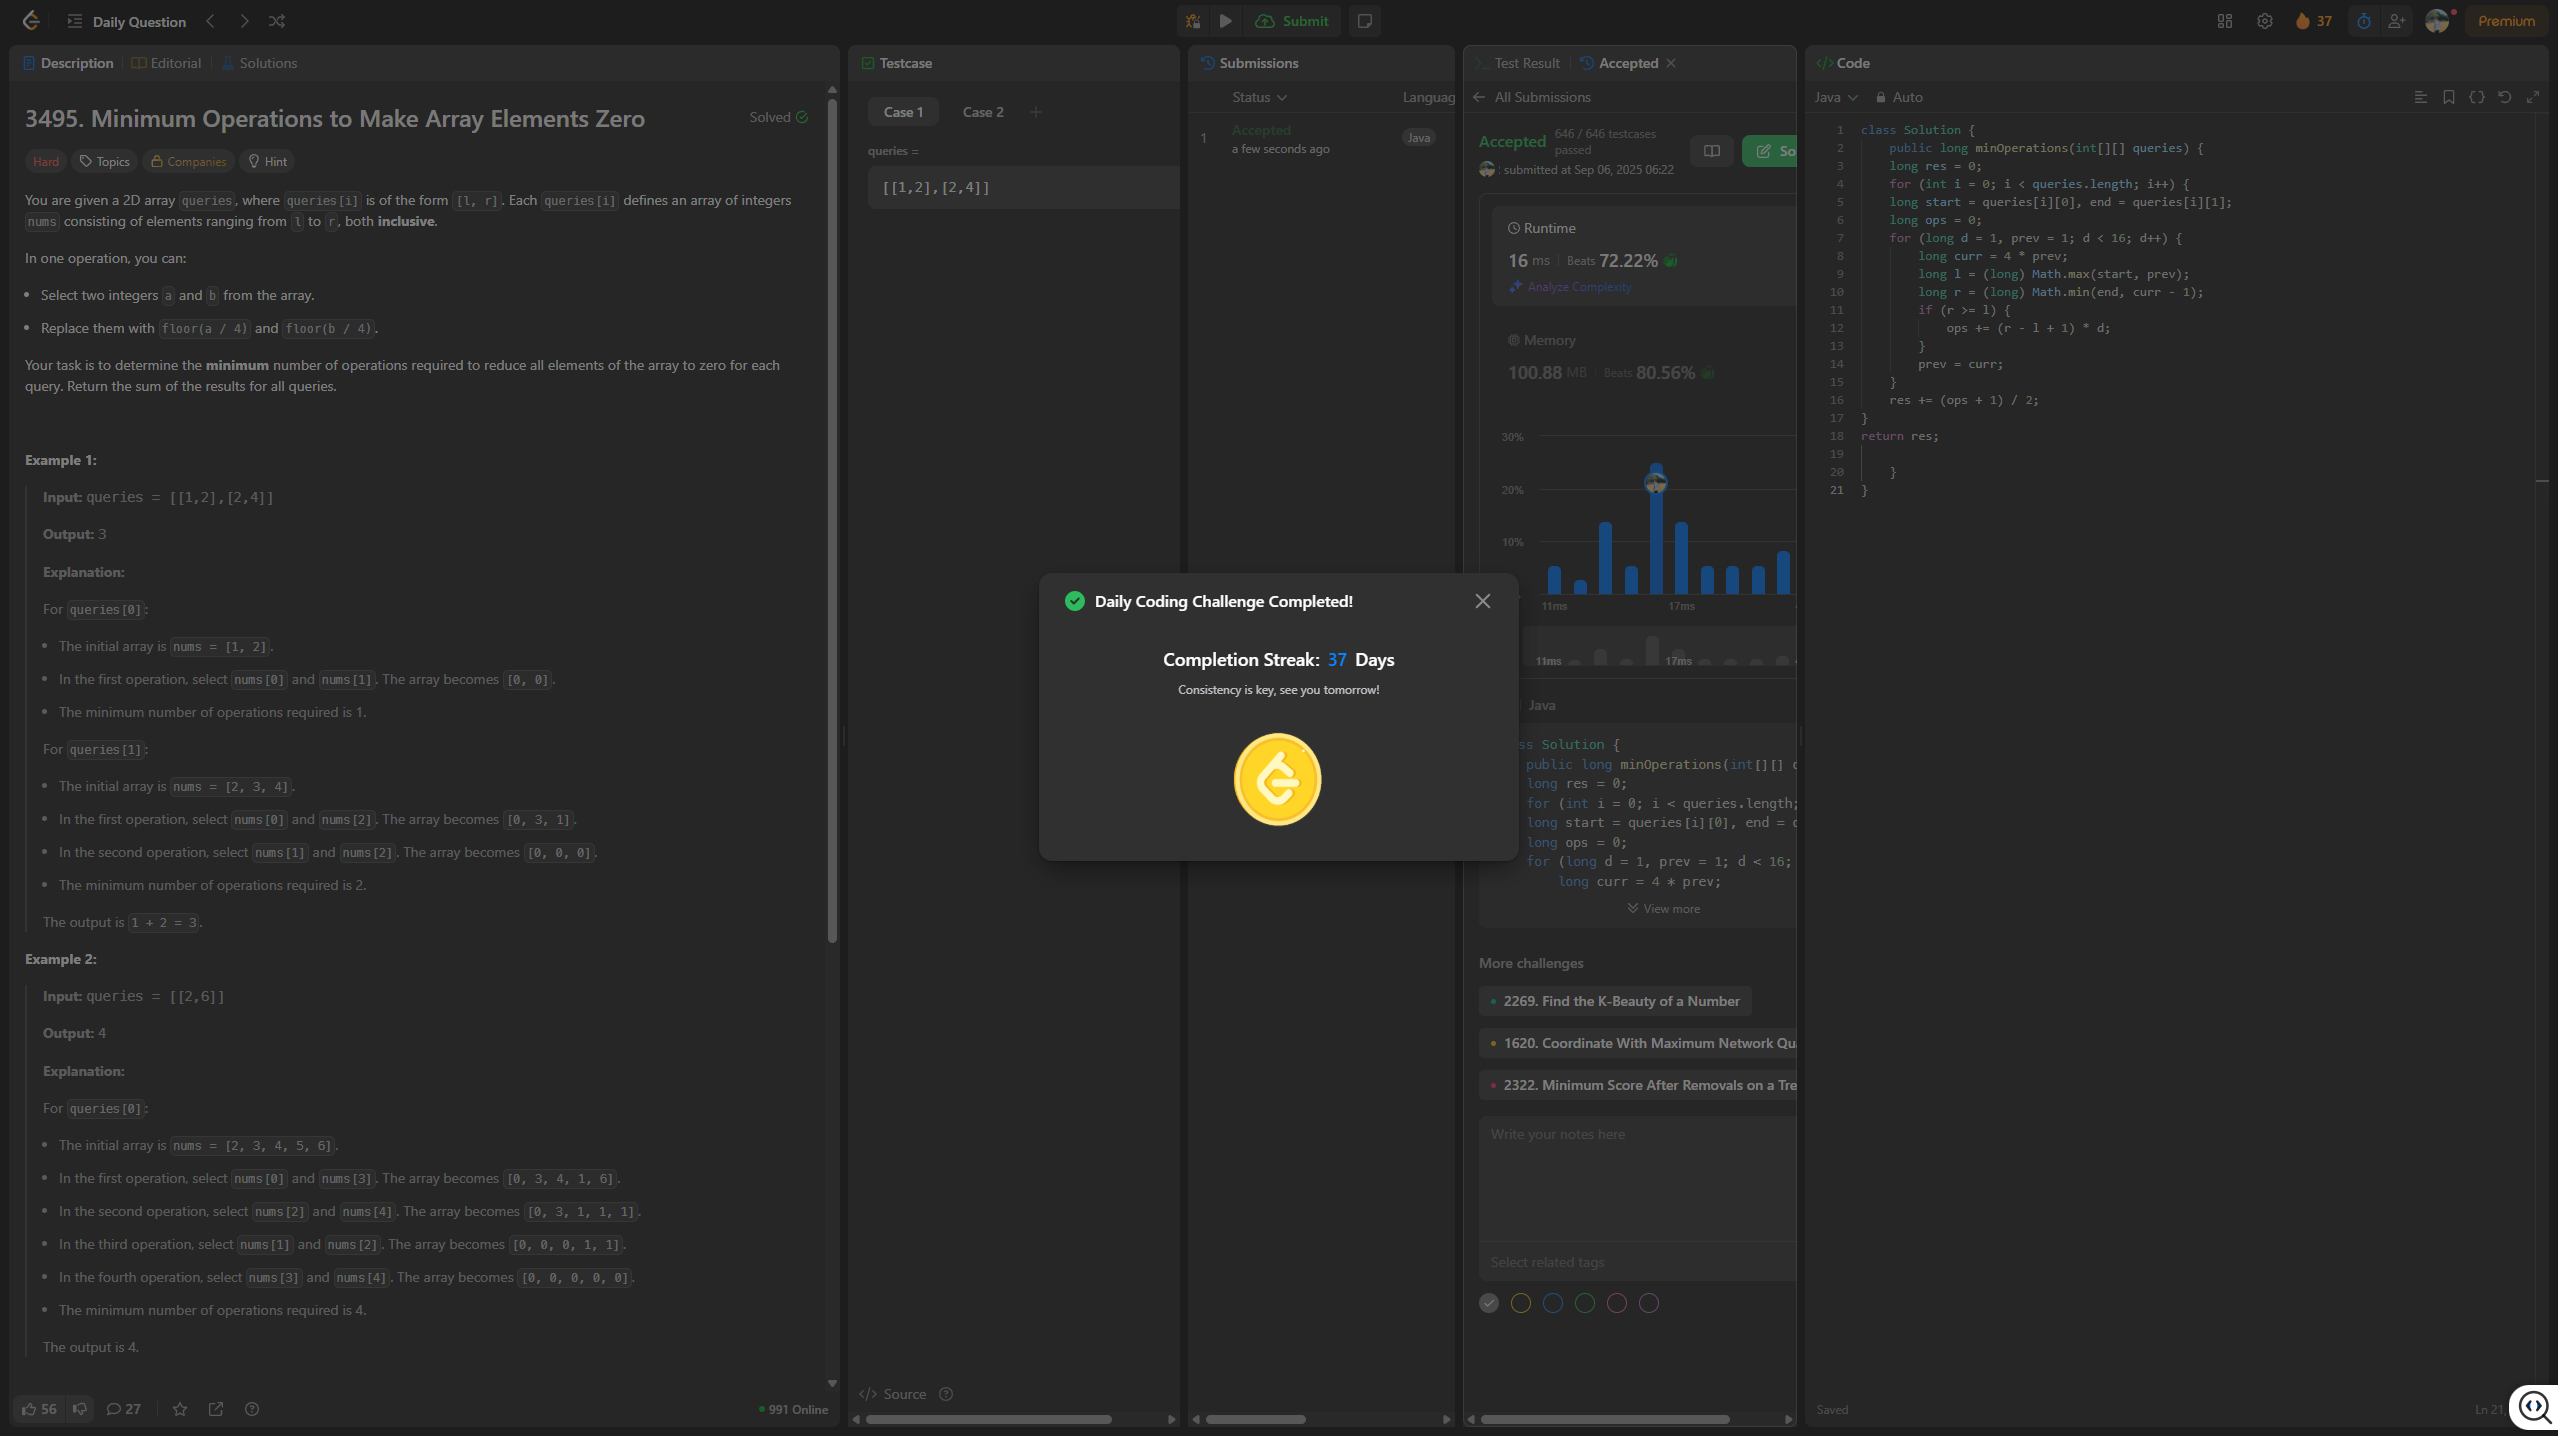 Daily Question
Submit
37
Premium
Description
Editorial
Solutions
3495. Minimum Operations to Make Array Elements Zero
Solved
Hard
Topics
Companies
Hint
You are given a 2D array queries, where queries[i] is of the form [l, r]. Each queries[i] defines an array of integers
nums consisting of elements ranging from l to r, both inclusive.
In one operation, you can:
Select two integers a and b from the array.
Replace them with floor(a / 4) and floor(b / 4).
Your task is to determine the minimum number of operations required to reduce all elements of the array to zero for each
query. Return the sum of the results for all queries.
Example 1:
Input: queries = [[1,2],[2,4]]
Output: 3
Explanation:
For queries[0]:
The initial array is nums = [1, 2].
In the first operation, select nums[0] and nums[1]. The array becomes [0, 0].
The minimum number of operations required is 1.
For queries[1]:
The initial array is nums = [2, 3, 4].
In the first operation, select nums[0] and nums[2]. The array becomes [0, 3, 1].
In the second operation, select nums[1] and nums[2]. The array becomes [0, 0, 0].
The minimum number of operations required is 2.
The output is 1 + 2 = 3.
Example 2:
Input: queries = [[2,6]]
Output: 4
Explanation:
For queries[0]:
The initial array is nums = [2, 3, 4, 5, 6].
In the first operation, select nums[0] and nums[3]. The array becomes [0, 3, 4, 1, 6].
In the second operation, select nums[2] and nums[4]. The array becomes [0, 3, 1, 1, 1].
In the third operation, select nums[1] and nums[2]. The array becomes [0, 0, 0, 1, 1].
In the fourth operation, select nums[3] and nums[4]. The array becomes [0, 0, 0, 0, 0].
The minimum number of operations required is 4.
The output is 4.
56
27
991 Online
Testcase
Case 1
Case 2
queries =
[[1,2],[2,4]]
Source
Submissions
Status
Languag
1
Accepted
a few seconds ago
Java
Test Result
Accepted
All Submissions
Accepted
646 / 646 testcases
passed
submitted at Sep 06, 2025 06:22
So
Runtime
16 ms
Beats 72.22%
Analyze Complexity
Memory
100.88 MB
Beats 80.56%
30%
20%
10%
11ms
17ms
11ms
17ms
Java
ss Solution {
public long minOperations(int[][]
long res = 0;
for (int i = 0; i < queries.length;
long start = queries[i][0], end =
long ops = 0;
for (long d = 1, prev = 1; d < 16;
long curr = 4 * prev;
View more
More challenges
2269. Find the K-Beauty of a Number
1620. Coordinate With Maximum Network Qu
2322. Minimum Score After Removals on a Tre
Write your notes here
Select related tags
Daily Coding Challenge Completed!
Completion Streak: 37 Days
Consistency is key, see you tomorrow!
Code
Java
Auto
1 class Solution {
2 public long minOperations(int[][] queries) {
3 long res = 0;
4 for (int i = 0; i < queries.length; i++) {
5 long start = queries[i][0], end = queries[i][1];
6 long ops = 0;
7 for (long d = 1, prev = 1; d < 16; d++) {
8 long curr = 4 * prev;
9 long l = (long) Math.max(start, prev);
10 long r = (long) Math.min(end, curr - 1);
11 if (r >= l) {
12 ops += (r - l + 1) * d;
13 }
14 prev = curr;
15 }
16 res += (ops + 1) / 2;
17 }
18 return res;
19
20 }
21 }
Saved
Ln 21,